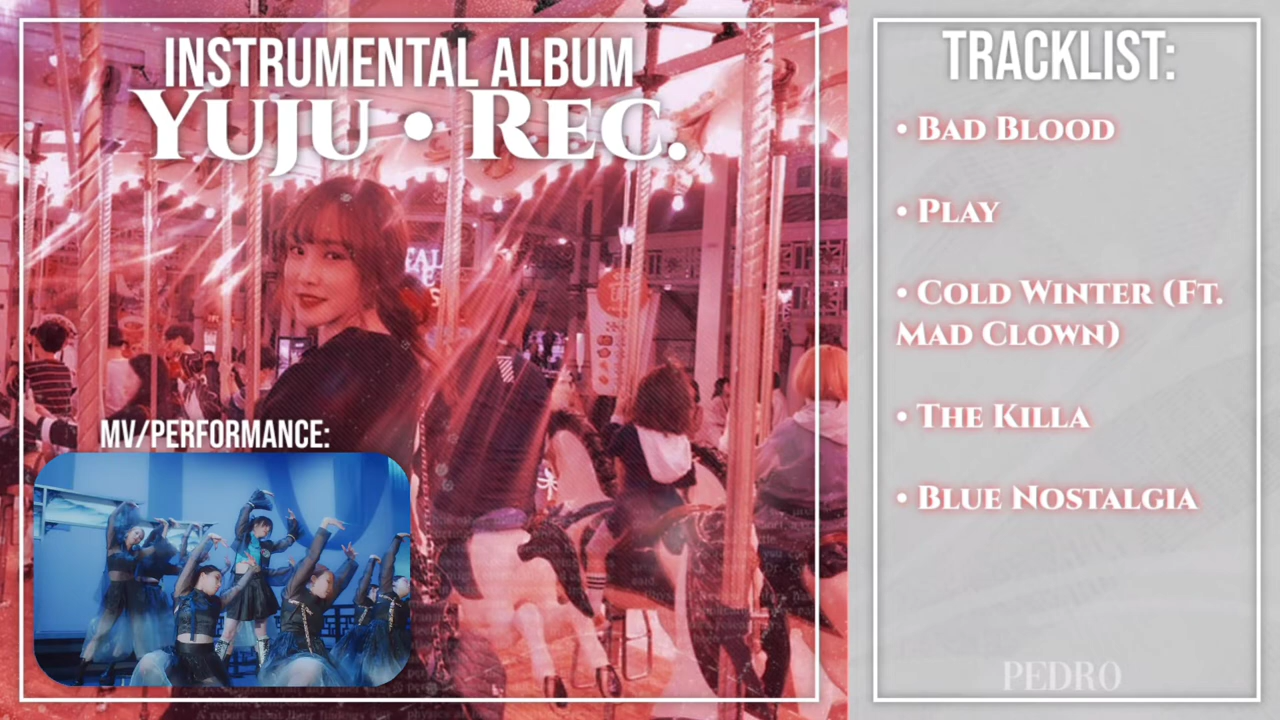 INSTRUMENTAL ALBUM
YUJU • REC.
MV/PERFORMANCE:
TRACKLIST:
• BAD BLOOD
• PLAY
• COLD WINTER (FT.
MAD CLOWN)
• THE KILLA
• BLUE NOSTALGIA
PEDRO